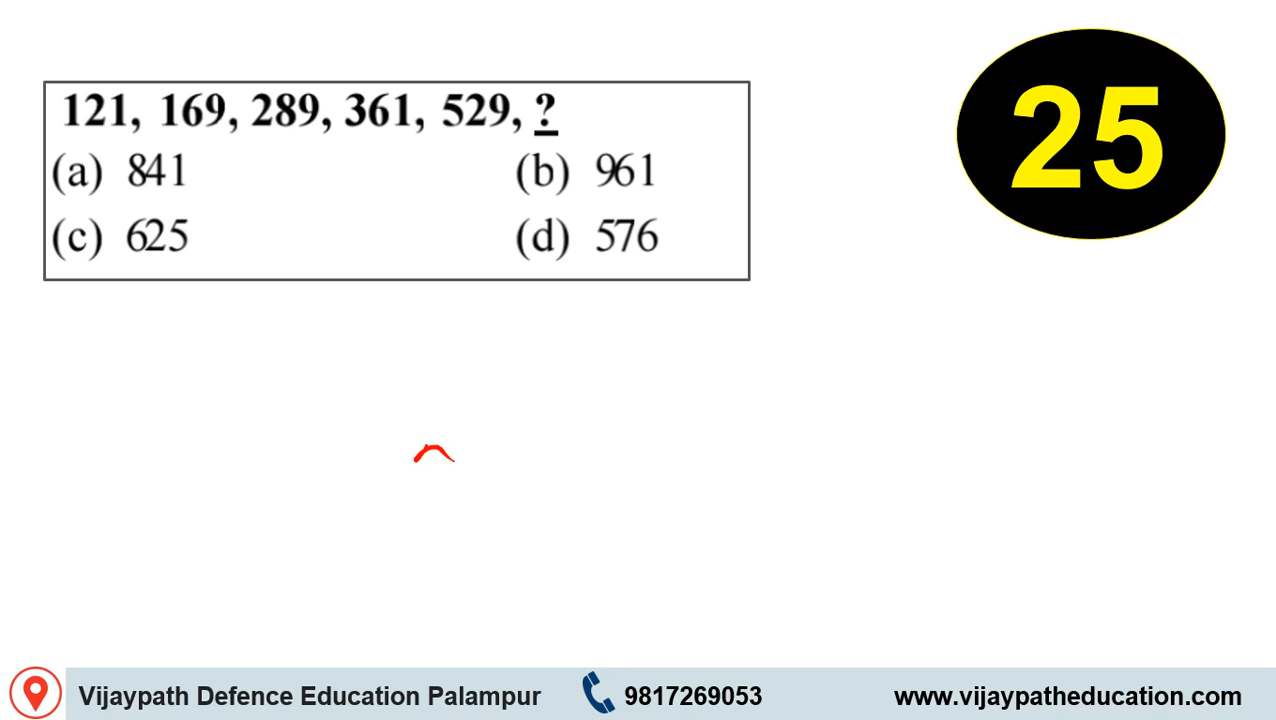 121, 169, 289, 361, 529, ?
(a) 841 (b) 961
(c) 625 (d) 576
25
Vijaypath Defence Education Palampur 9817269053 www.vijaypatheducation.com